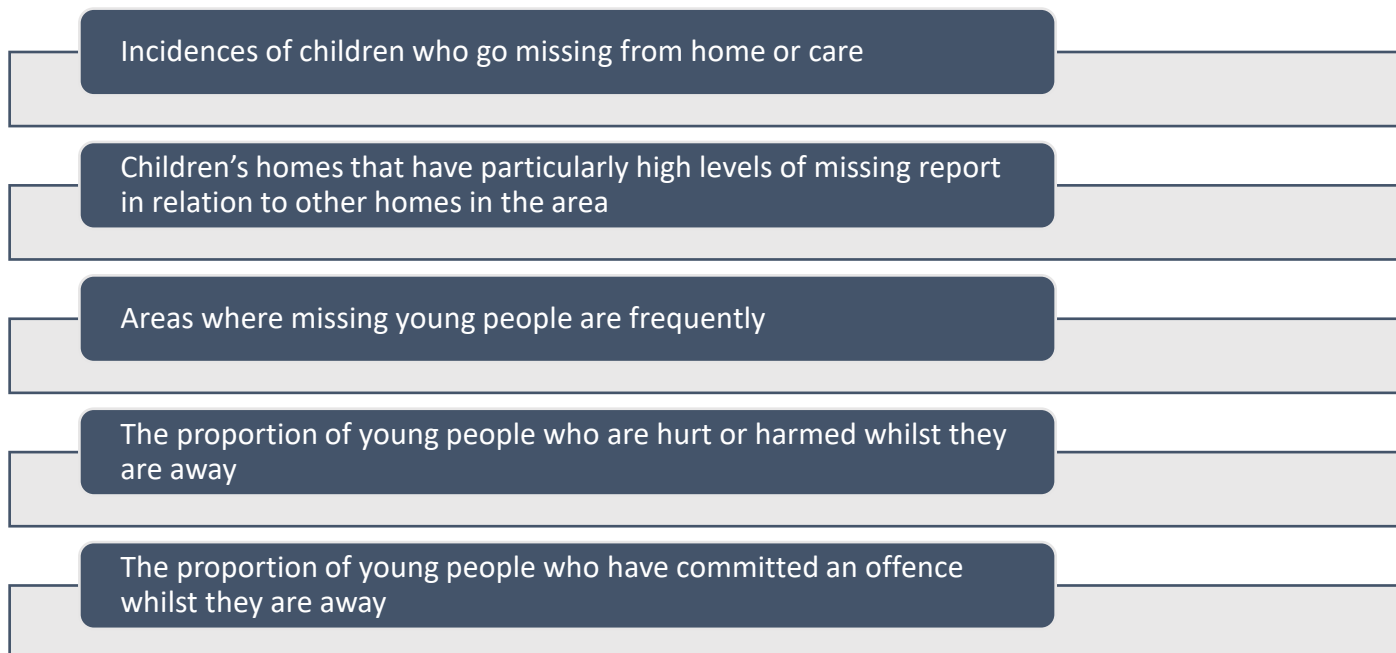 Incidences of children who go missing from home or care
Children’s homes that have particularly high levels of missing report
in relation to other homes in the area
Areas where missing young people are frequently
The proportion of young people who are hurt or harmed whilst they
are away
The proportion of young people who have committed an offence
whilst they are away